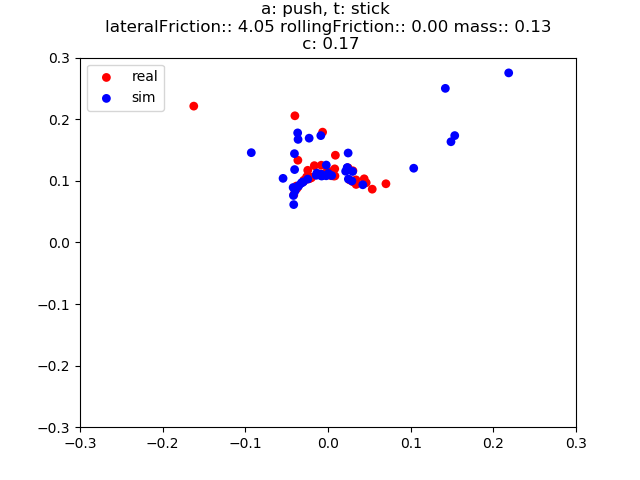 a: push, t: stick
lateralFriction:: 4.05 rollingFriction:: 0.00 mass:: 0.13
c: 0.17
real
sim
0.3
0.2
0.1
0.0
−0.1
−0.2
−0.3
−0.3
−0.2
−0.1
0.0
0.1
0.2
0.3